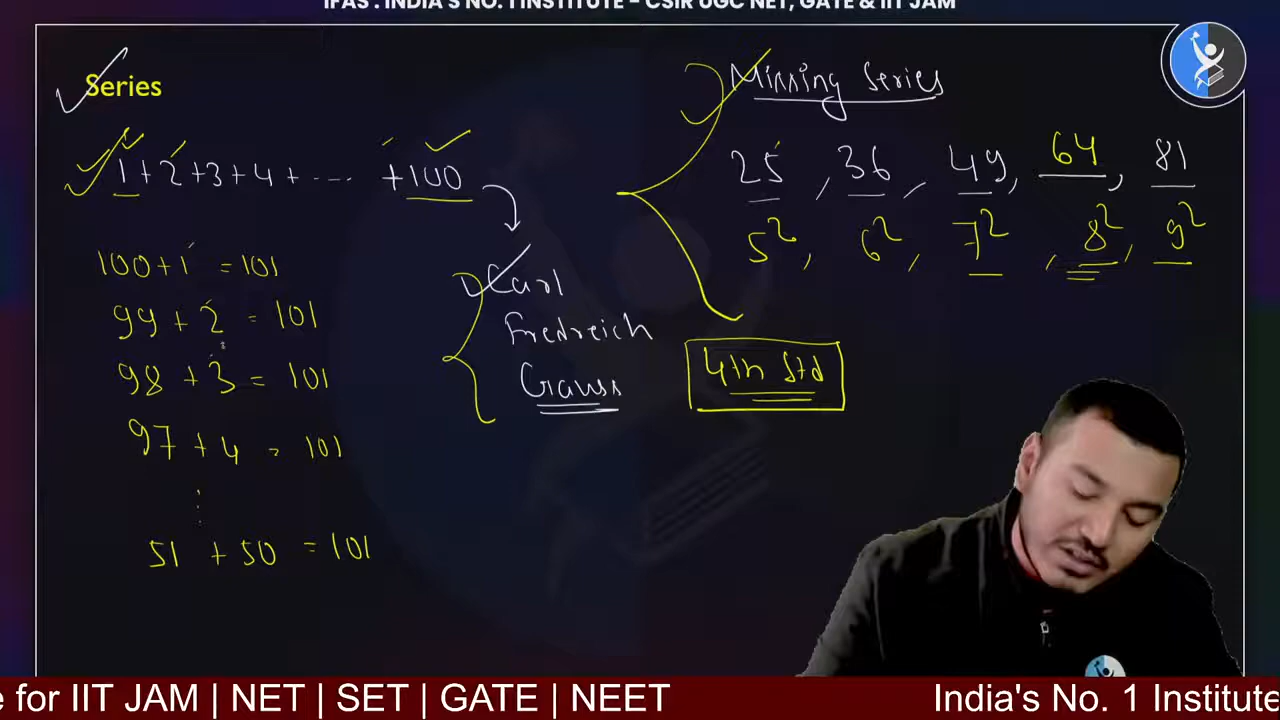 IFAS : INDIA'S NO. 1 INSTITUTE - CSIR UGC NET, GATE & IIT JAM
Series
1 + 2 + 3 + 4 + .... + 100
100 + 1 = 101
99 + 2 = 101
98 + 3 = 101
97 + 4 = 101
⋮
51 + 50 = 101
Carl
Fredreich
Gauss
Missing Series
25, 36, 49, 64, 81
5², 6², 7², 8², 9²
4th Std
e for IIT JAM | NET | SET | GATE | NEET
India's No. 1 Institute